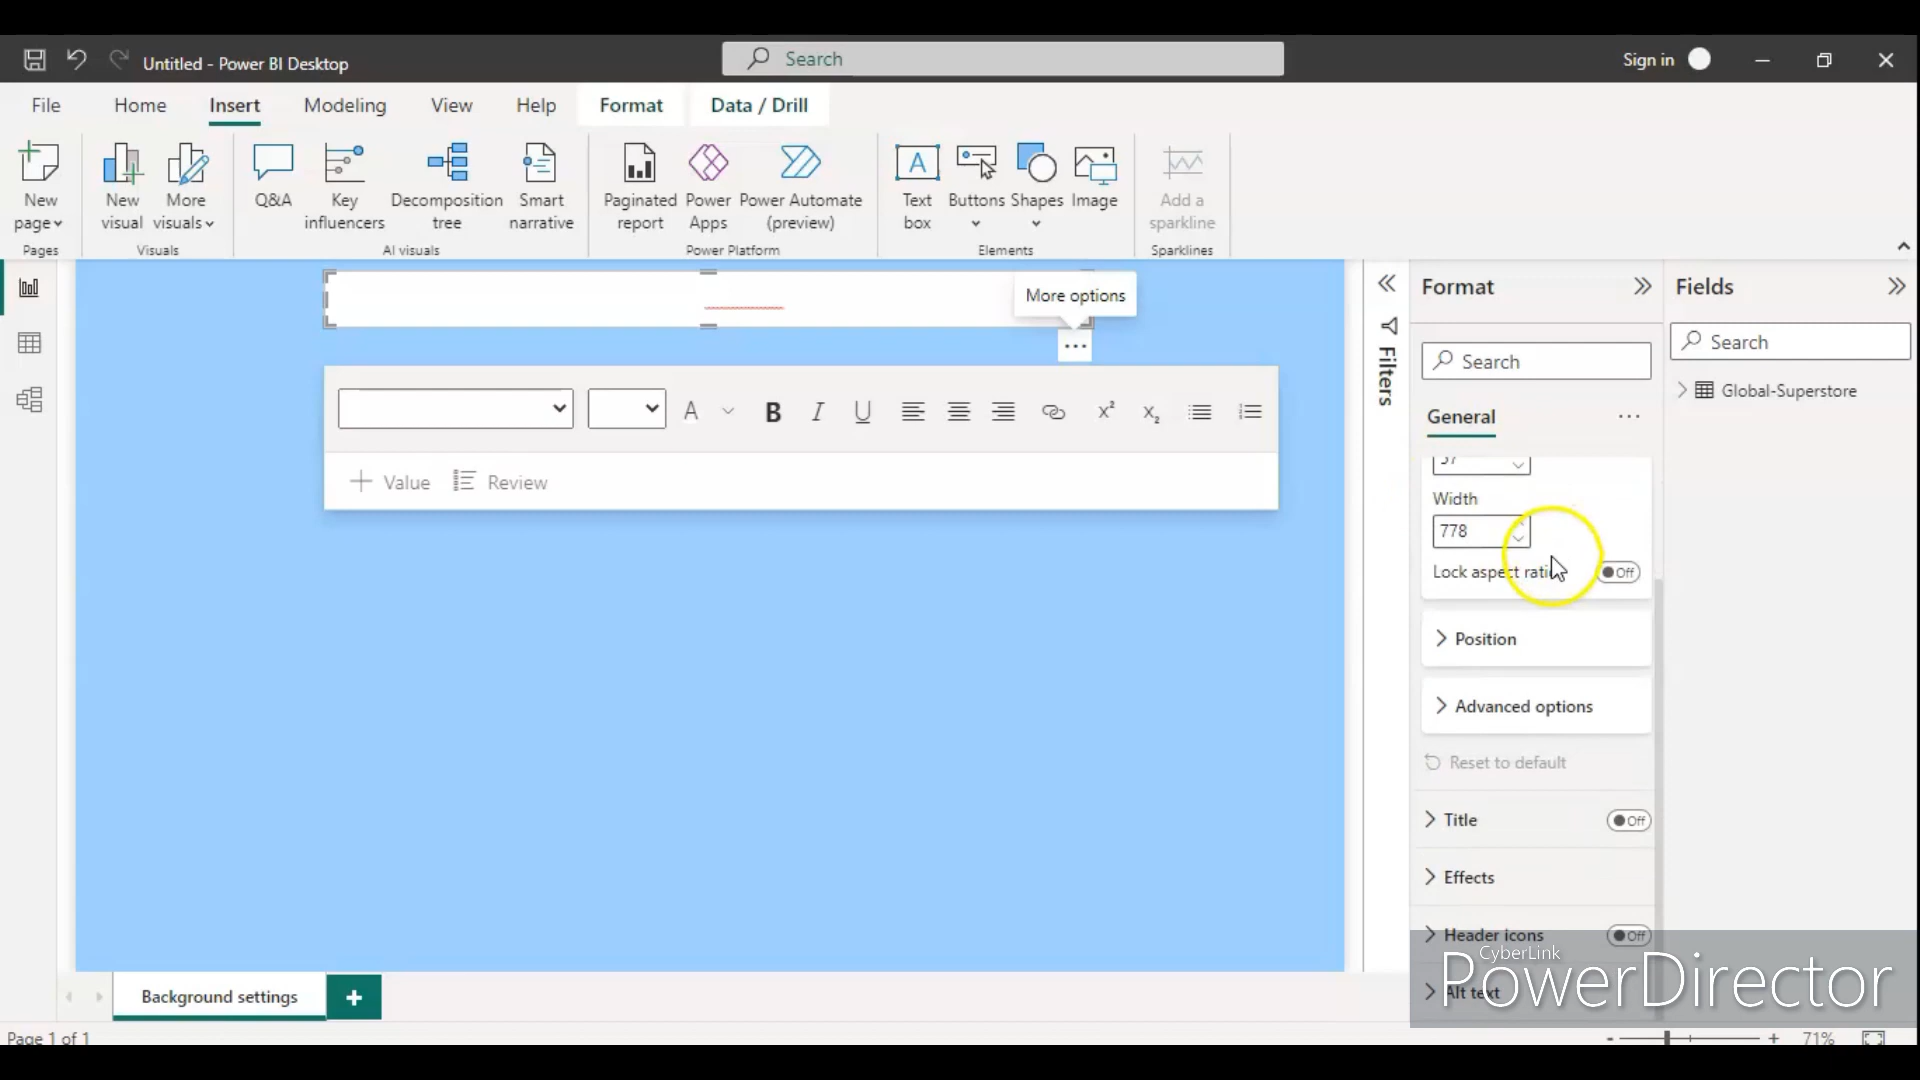 Untitled - Power BI Desktop
Search
Sign in
File
Home
Insert
Modeling
View
Help
Format
Data / Drill
New page
New visual
More visuals
Q&A
Key influencers
Decomposition tree
Smart narrative
Paginated report
Power Apps
Power Automate (preview)
A
Text box
Buttons
Shapes
Image
Add a sparkline
Pages
Visuals
AI visuals
Power Platform
Elements
Sparklines
More options
...
A
B
I
U
x²
x₂
Value
Review
Filters
Format
Search
General
...
37
Width
778
Lock aspect ratio
Off
Position
Advanced options
Reset to default
Title
Off
Effects
Header icons
Off
Alt text
Fields
Search
Global-Superstore
CyberLink
PowerDirector
Background settings
+
Page 1 of 1
- + 71%